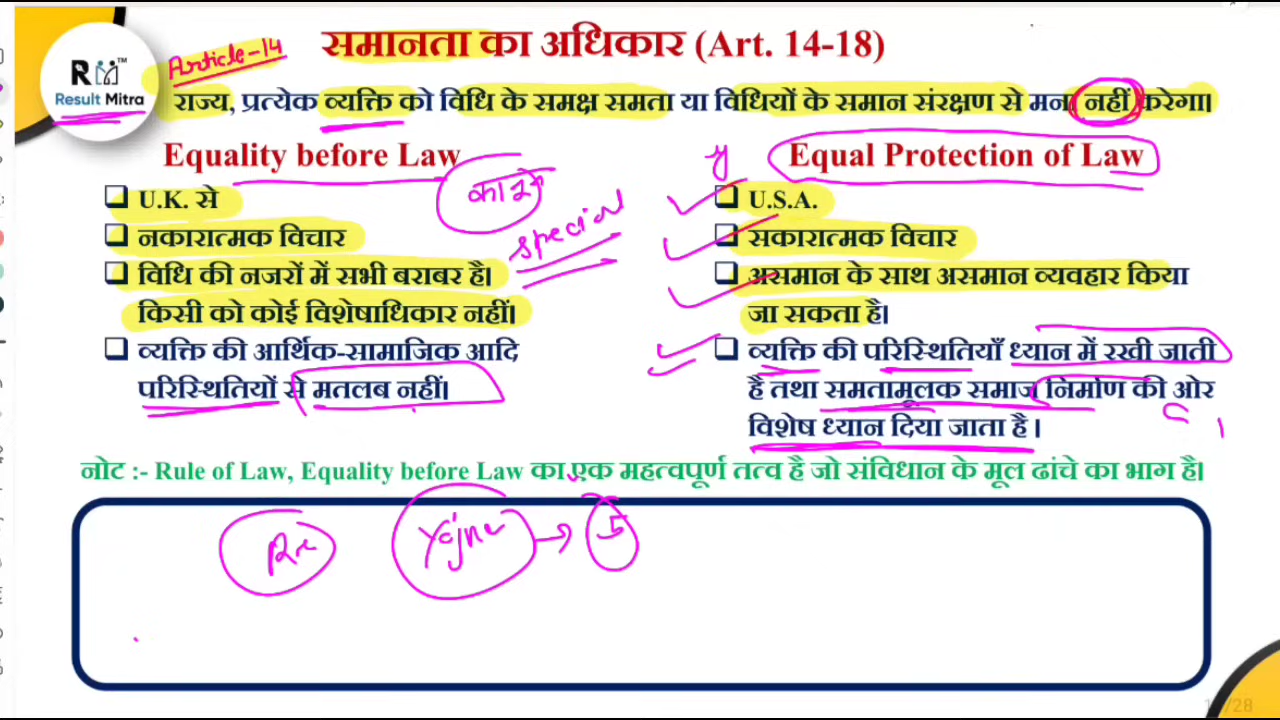 समानता का अधिकार (Art. 14-18)
Article-14
RM™
Result Mitra
राज्य, प्रत्येक व्यक्ति को विधि के समक्ष समता या विधियों के समान संरक्षण से मना नहीं करेगा।
Equality before Law
U.K. से
नकारात्मक विचार
विधि की नजरों में सभी बराबर है।
किसी को कोई विशेषाधिकार नहीं।
व्यक्ति की आर्थिक-सामाजिक आदि
परिस्थितियों से मतलब नहीं।
special
Equal Protection of Law
U.S.A.
सकारात्मक विचार
असमान के साथ असमान व्यवहार किया
जा सकता है।
व्यक्ति की परिस्थितियाँ ध्यान में रखी जाती
है तथा समतामूलक समाज निर्माण की ओर
विशेष ध्यान दिया जाता है।
नोट :- Rule of Law, Equality before Law का एक महत्वपूर्ण तत्व है जो संविधान के मूल ढांचे का भाग है।